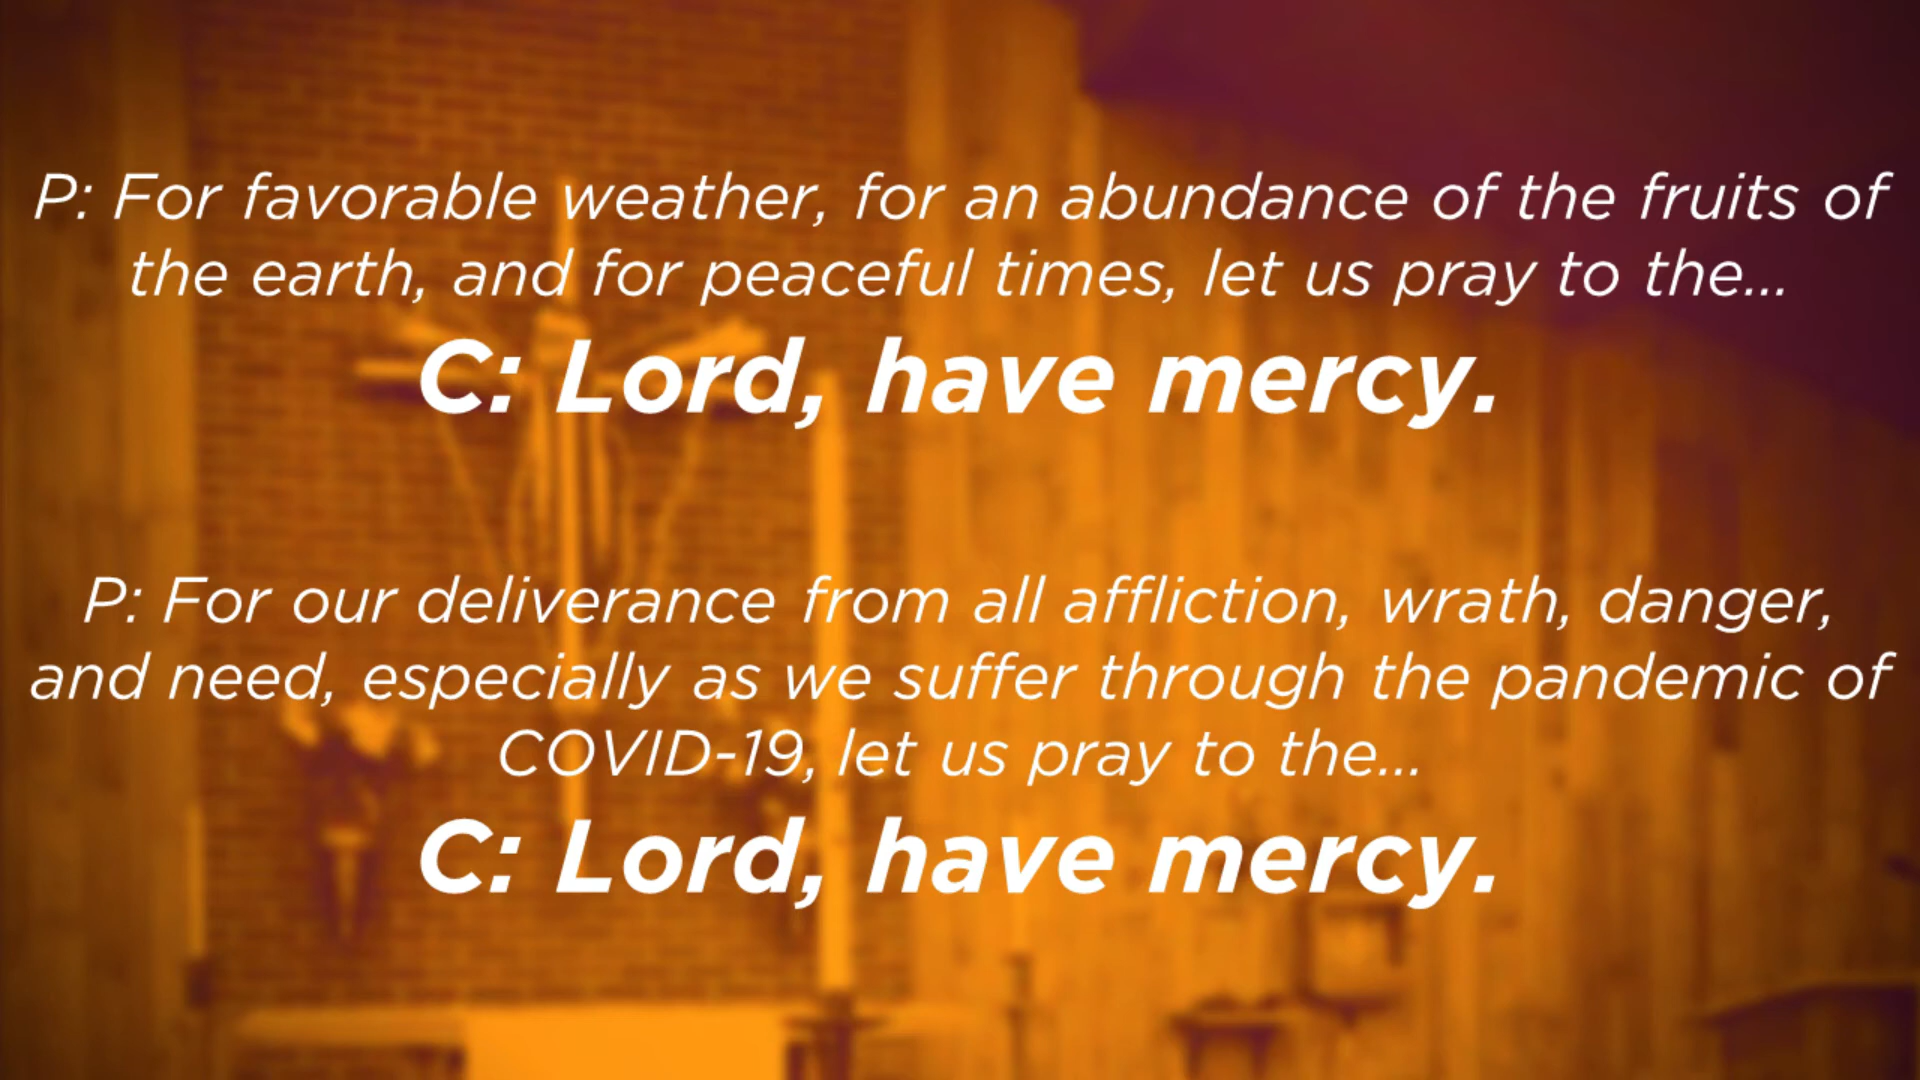 P: For favorable weather, for an abundance of the fruits of
the earth, and for peaceful times, let us pray to the...
C: Lord, have mercy.
P: For our deliverance from all affliction, wrath, danger,
and need, especially as we suffer through the pandemic of
COVID-19, let us pray to the...
C: Lord, have mercy.